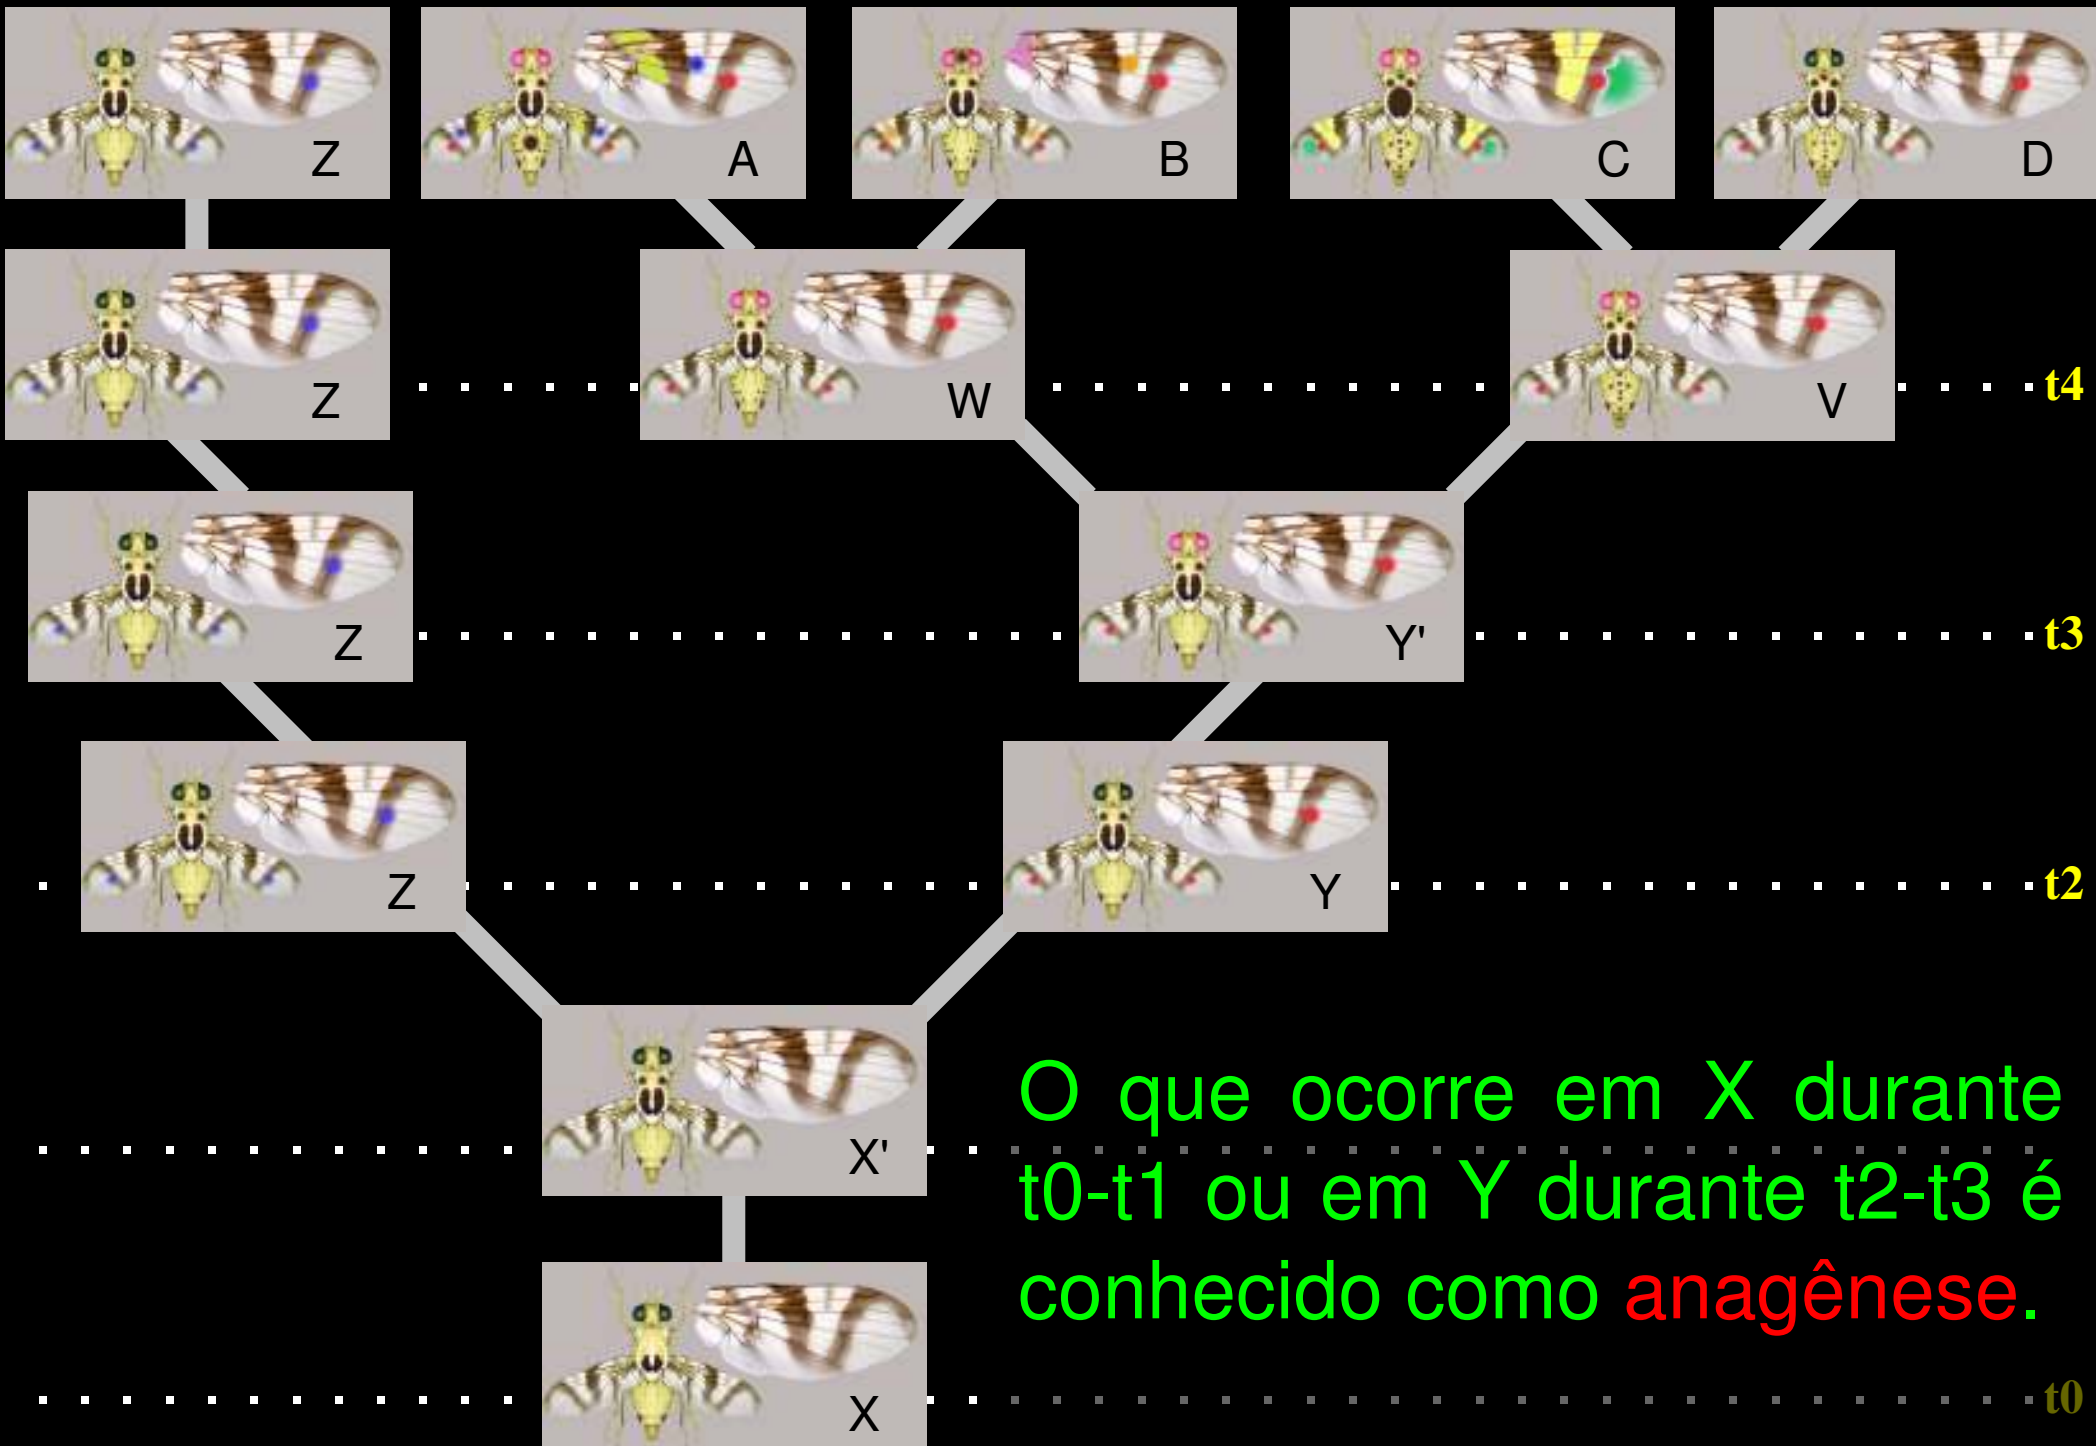 Z
A
B
C
D
Z
W
V
t4
Z
Y'
t3
Z
Y
t2
X'
O que ocorre em X durante
t0-t1 ou em Y durante t2-t3 é
conhecido como anagênese.
X
t0